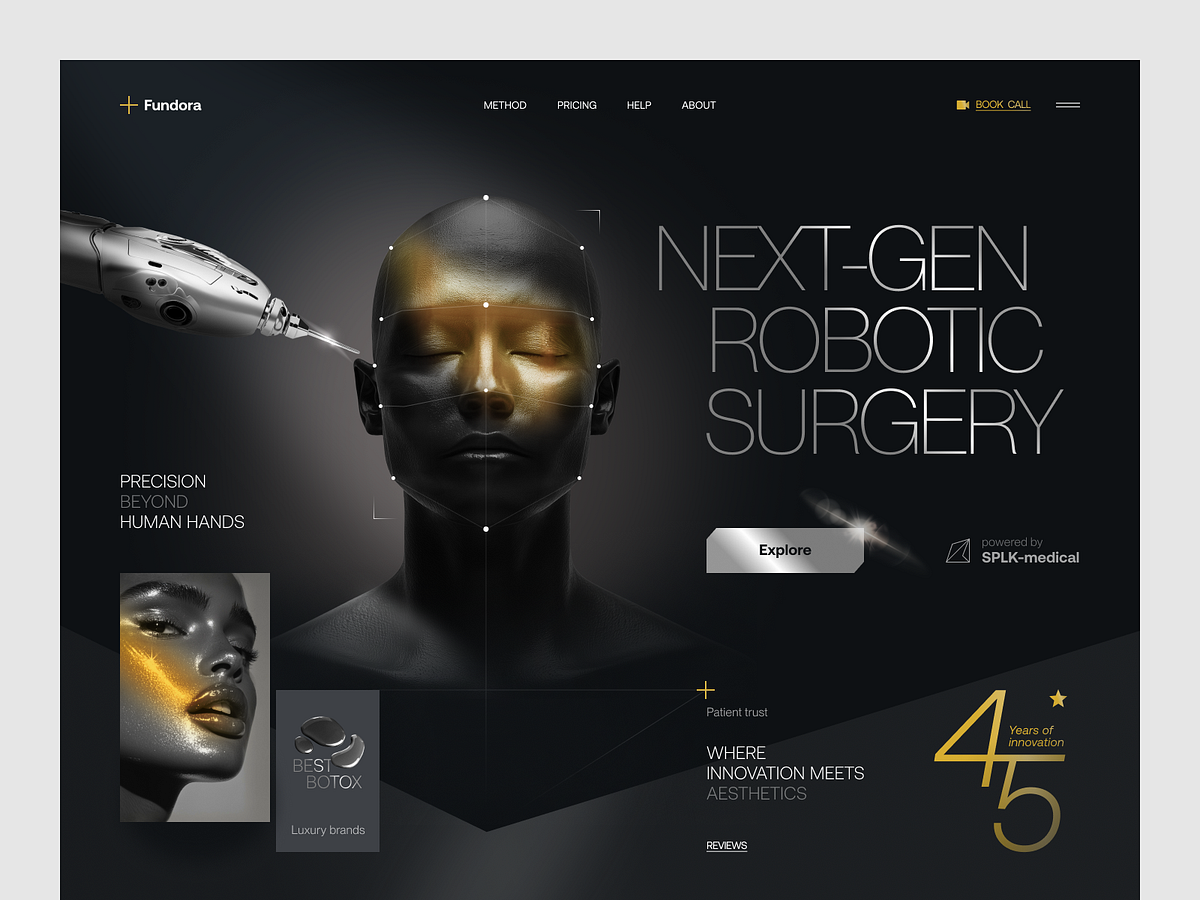 Fundora
METHOD
PRICING
HELP
ABOUT
BOOK CALL
NEXT-GEN
ROBOTIC
SURGERY
PRECISION
BEYOND
HUMAN HANDS
Explore
powered by
SPLK-medical
BEST
BOTOX
Luxury brands
Patient trust
WHERE
INNOVATION MEETS
AESTHETICS
REVIEWS
45
Years of
innovation